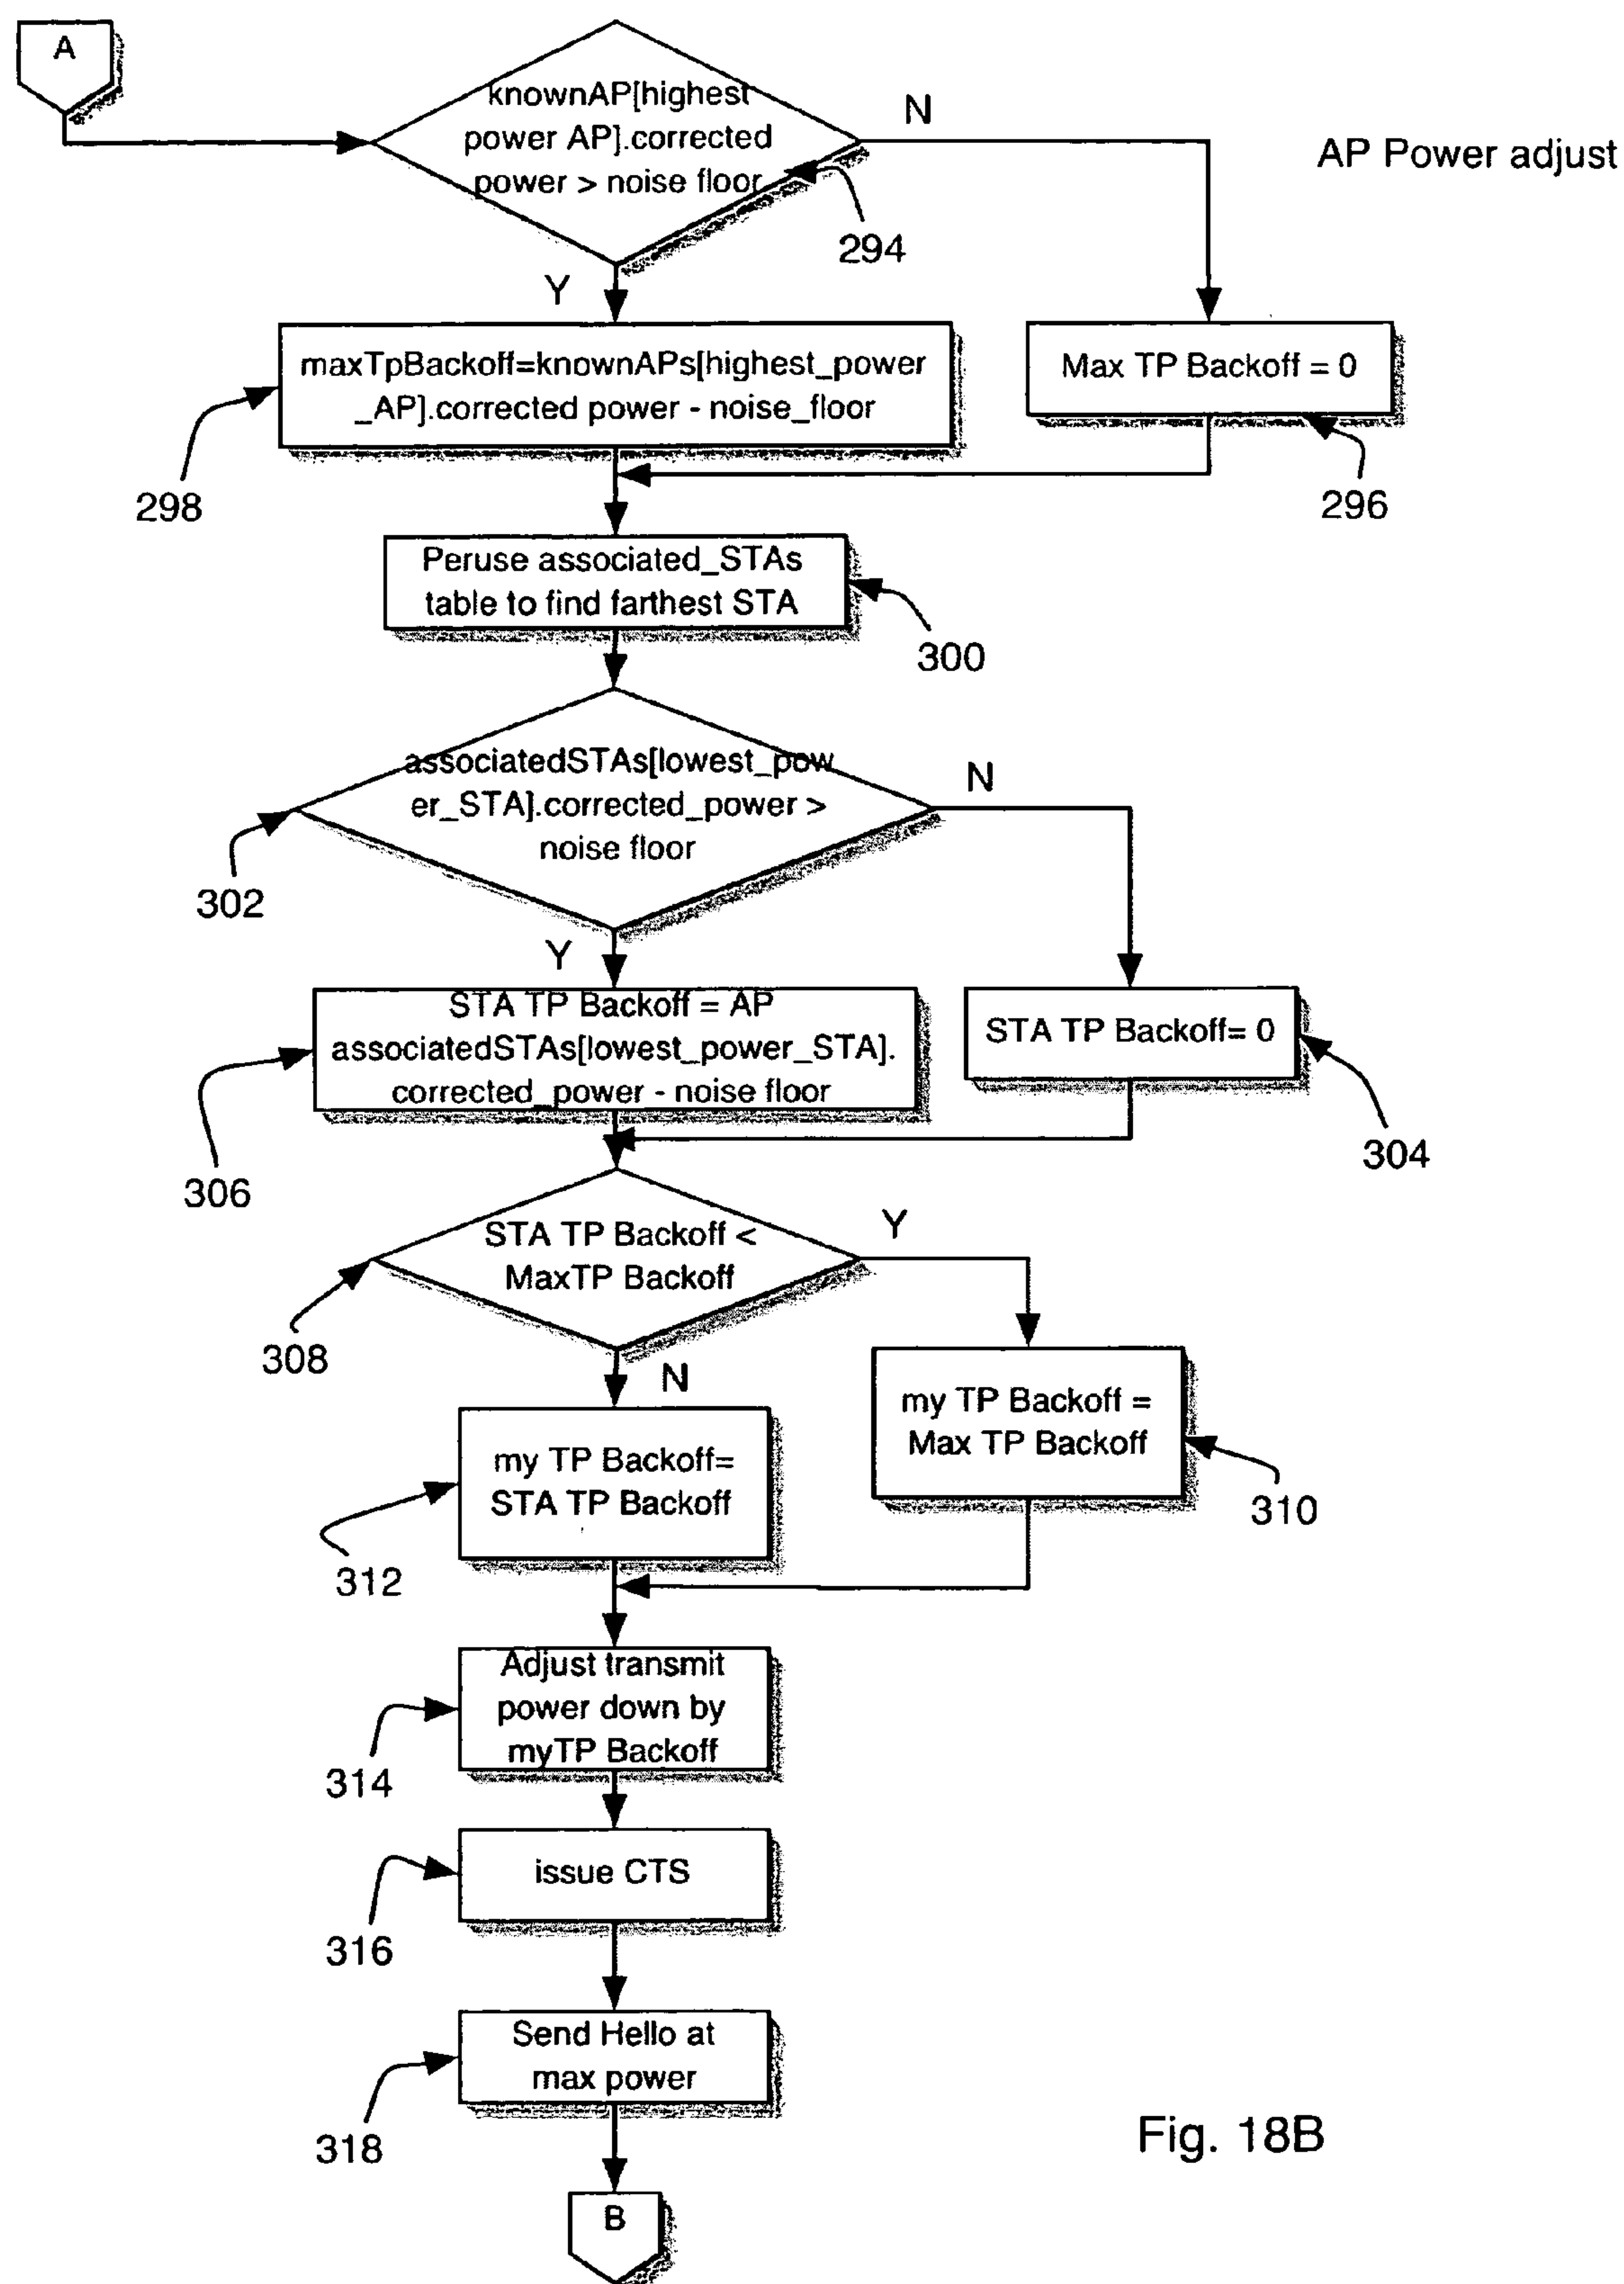 A
knownAP[highest
power AP].corrected
power > noise floor
N
AP Power adjust
294
Y
maxTpBackoff=knownAPs[highest_power
_AP].corrected power - noise_floor
Max TP Backoff = 0
298
296
Peruse associated_STAs
table to find farthest STA
300
associatedSTAs[lowest_pow
er_STA].corrected_power >
noise floor
N
302
Y
STA TP Backoff = AP
associatedSTAs[lowest_power_STA].
corrected_power - noise floor
STA TP Backoff= 0
306
304
STA TP Backoff <
MaxTP Backoff
Y
308
N
my TP Backoff=
STA TP Backoff
my TP Backoff =
Max TP Backoff
312
310
Adjust transmit
power down by
myTP Backoff
314
issue CTS
316
Send Hello at
max power
318
Fig. 18B
B